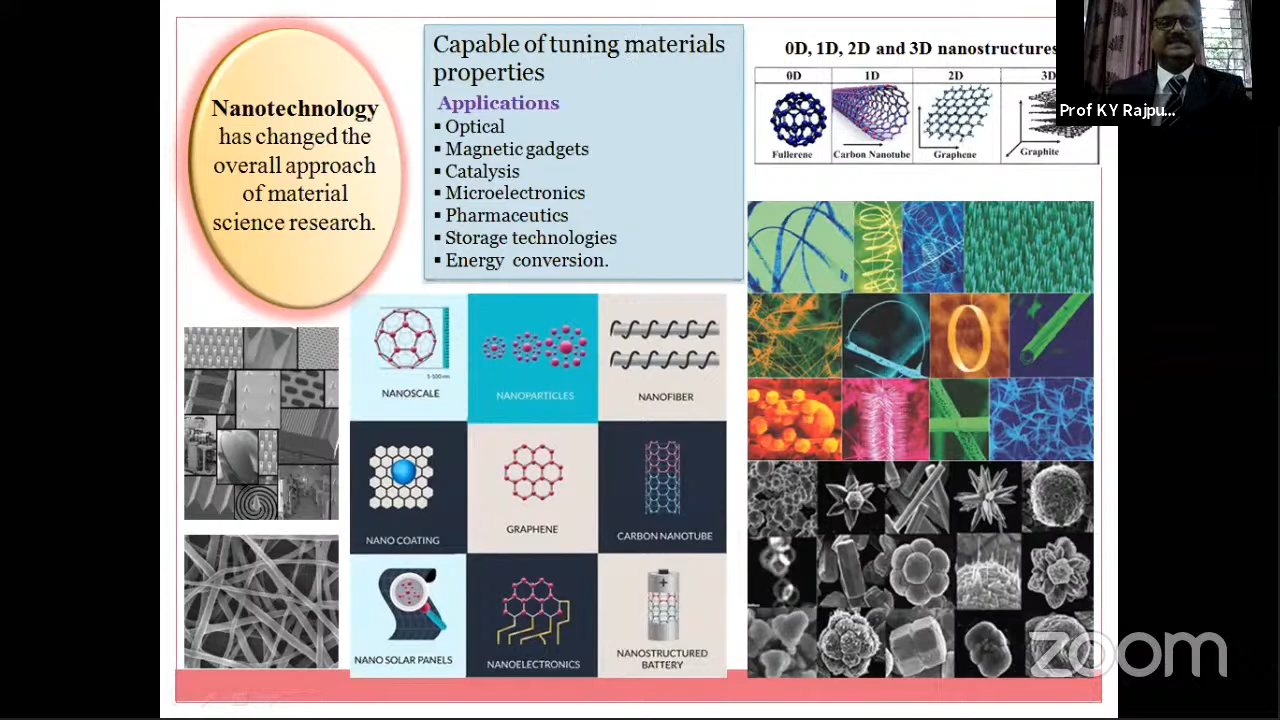 Nanotechnology
has changed the
overall approach
of material
science research.
Capable of tuning materials
properties
Applications
▪ Optical
▪ Magnetic gadgets
▪ Catalysis
▪ Microelectronics
▪ Pharmaceutics
▪ Storage technologies
▪ Energy conversion.
0D, 1D, 2D and 3D nanostructures
0D 1D 2D 3D
Fullerene Carbon Nanotube Graphene Graphite
Prof KY Rajpu...
1-100 nm
NANOSCALE
NANOPARTICLES
NANOFIBER
NANO COATING
GRAPHENE
CARBON NANOTUBE
NANO SOLAR PANELS
NANOELECTRONICS
NANOSTRUCTURED
BATTERY
zoom